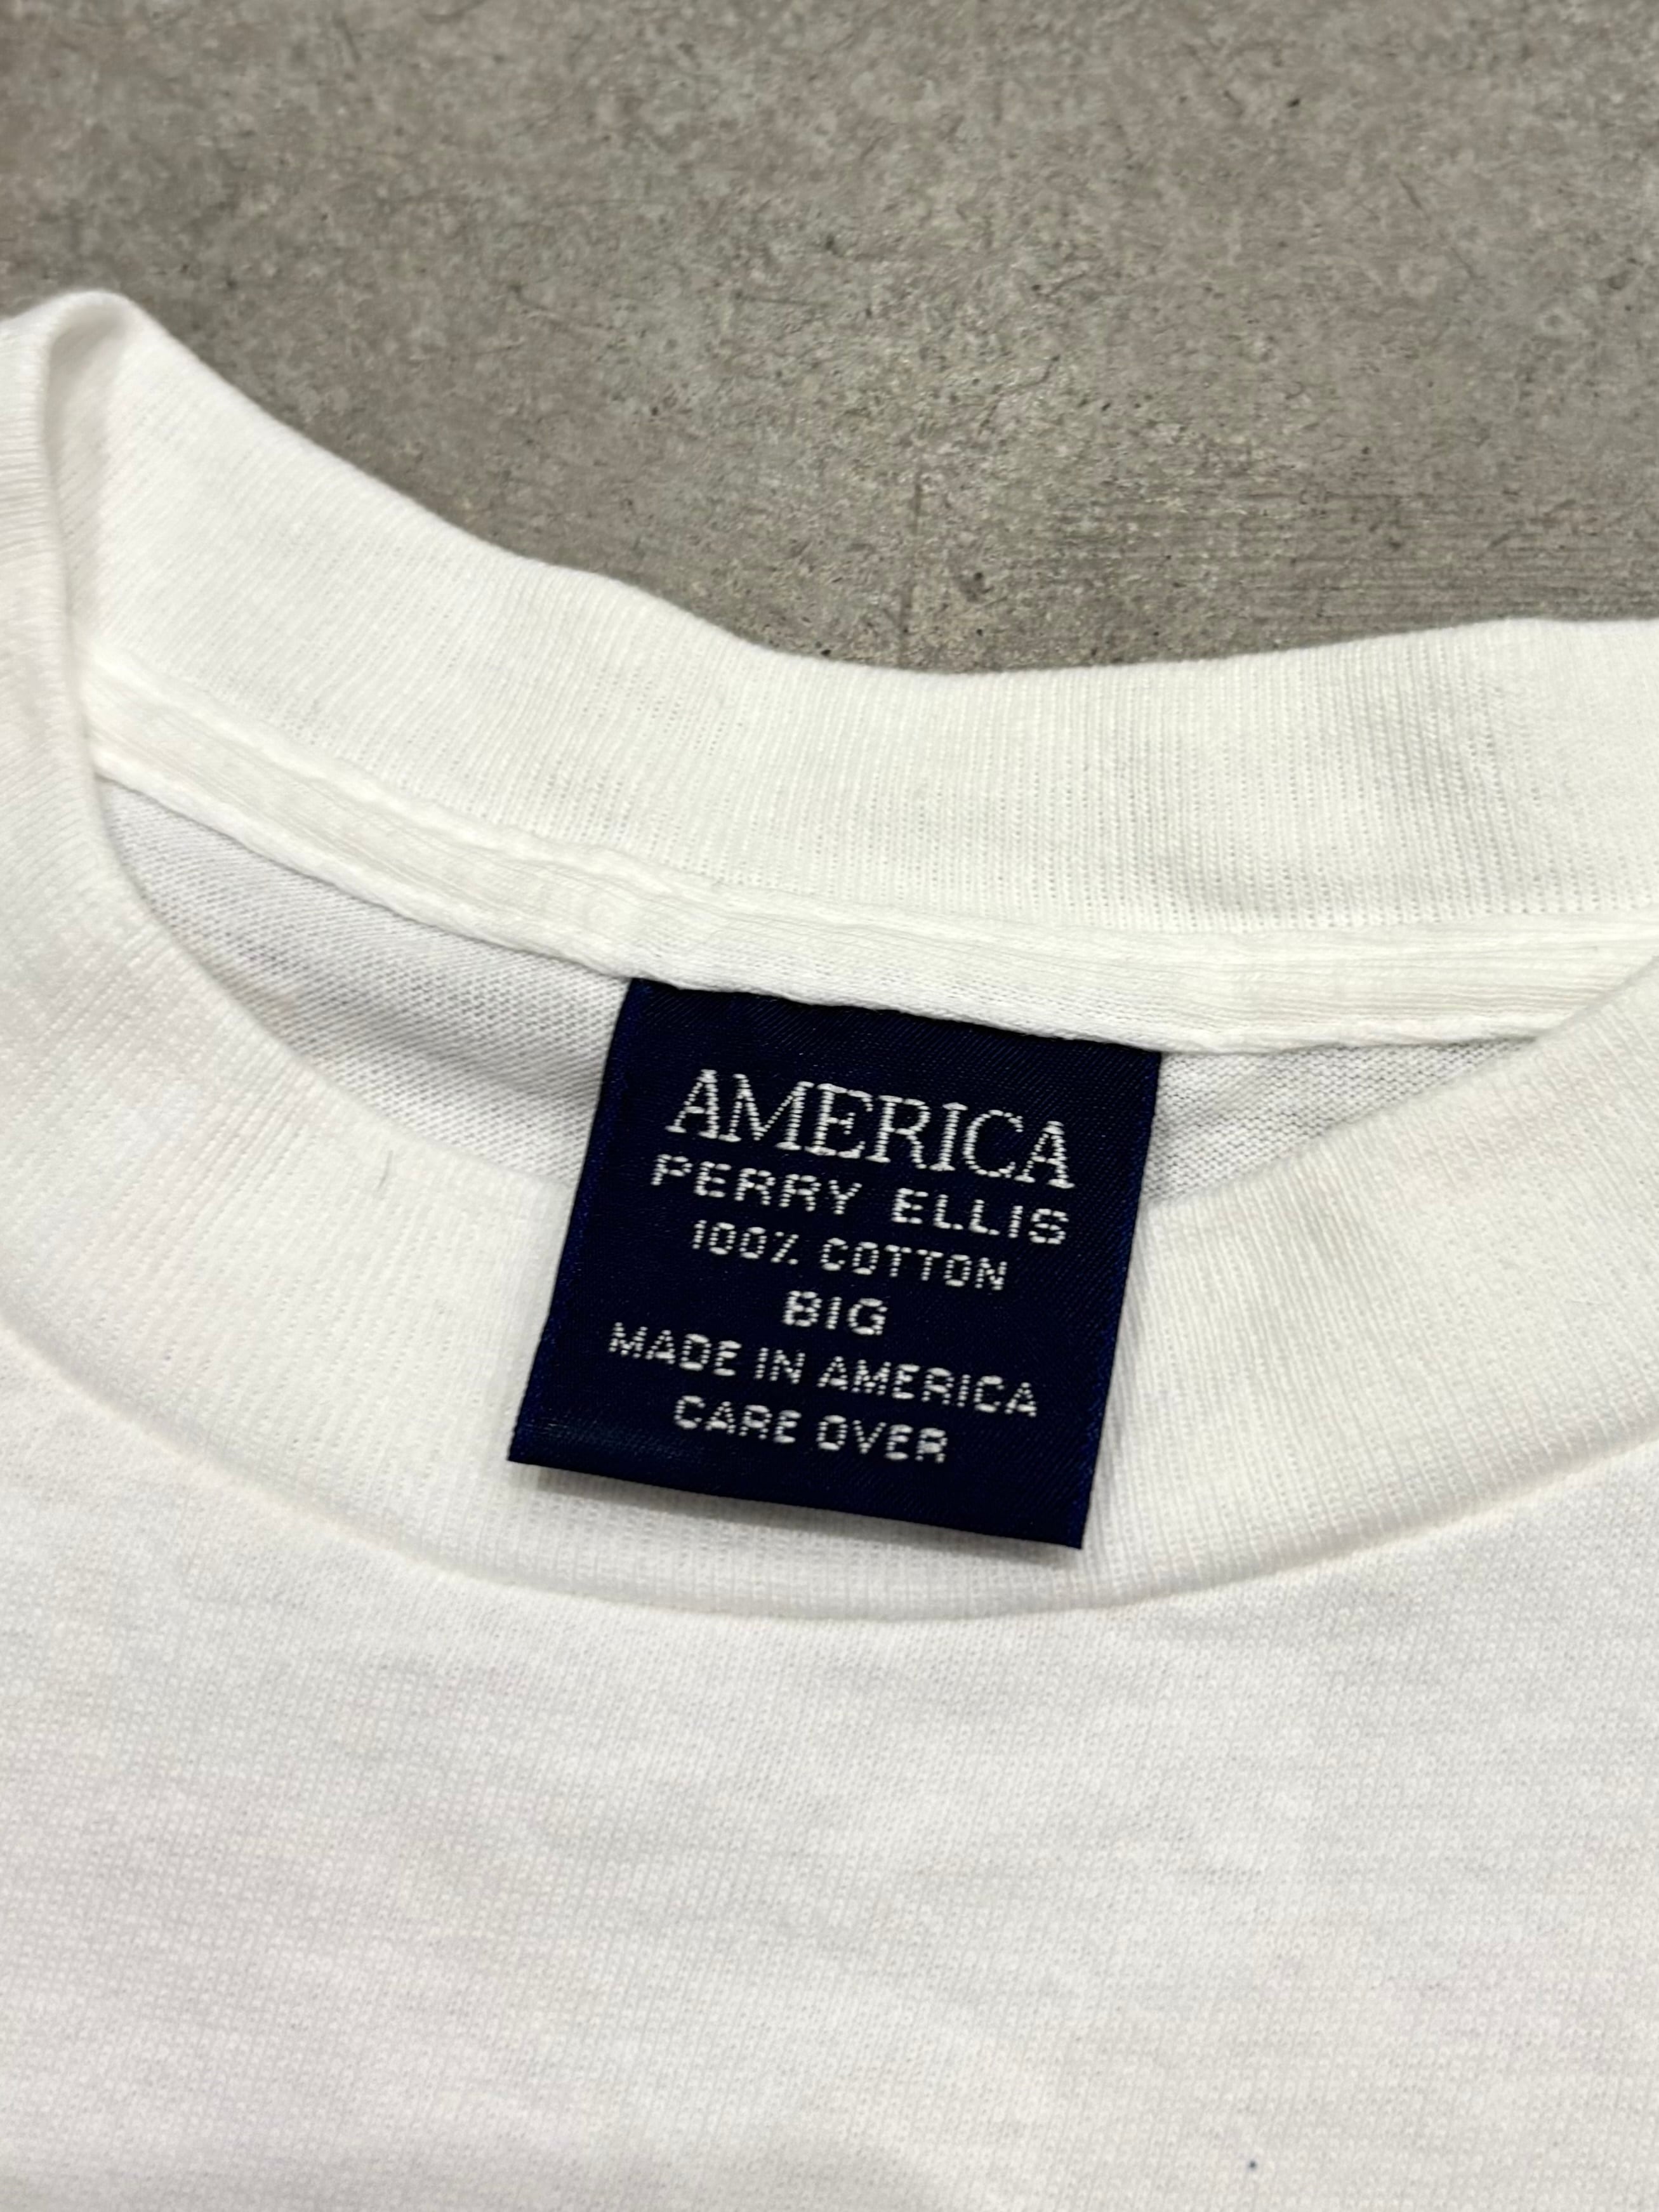 AMERICA
PERRY ELLIS
100% COTTON
BIG
MADE IN AMERICA
CARE OVER